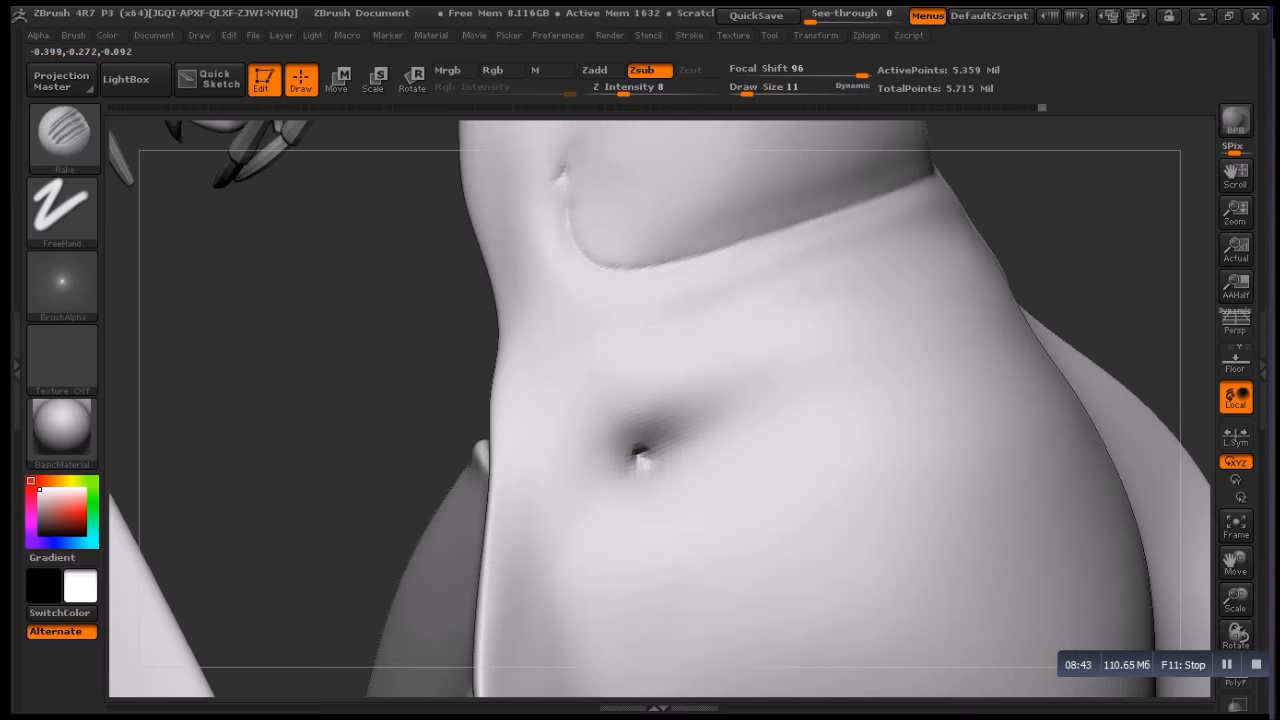 ZBrush 4R7 P3 (x64)[JGQI-APXF-QLXF-ZJWI-NYHQ] ZBrush Document • Free Mem 8.116GB • Active Mem 1632 • Scratcl QuickSave See-through 0 Menus DefaultZScript
Alpha Brush Color Document Draw Edit File Layer Light Macro Marker Material Movie Picker Preferences Render Stencil Stroke Texture Tool Transform Zplugin Zscript
-0.399,-0.272,-0.092
Projection Master LightBox Quick Sketch Edit Draw Move Scale Rotate
Mrgb Rgb M Zadd Zsub Zcut Focal Shift 96 ActivePoints: 5.359 Mil
Rgb Intensity Z Intensity 8 Draw Size 11 Dynamic TotalPoints: 5.715 Mil
Rake
FreeHand
BrushAlpha
Texture_Off
BasicMaterial
Gradient
SwitchColor
Alternate
BPR
SPix
Scroll
Zoom
Actual
AAHalf
Dynamic
Persp
Floor
Local
L.Sym
XYZ
Frame
Move
Scale
Rotate
PolyF
08:43 110.65 Мб F11: Stop